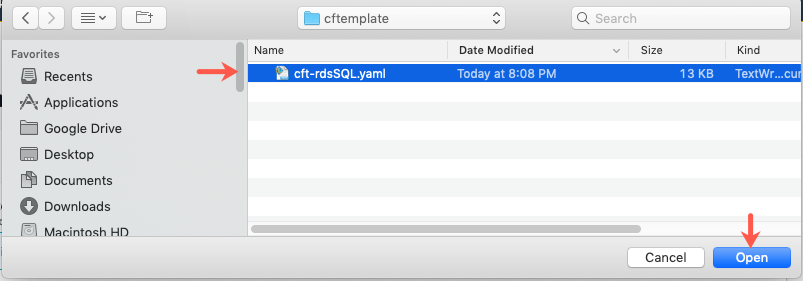 cftemplate
Search
Favorites
Recents
Applications
Google Drive
Desktop
Documents
Downloads
Macintosh HD
Name Date Modified Size Kind
cft-rdsSQL.yaml Today at 8:08 PM 13 KB TextWr...cur
Cancel Open